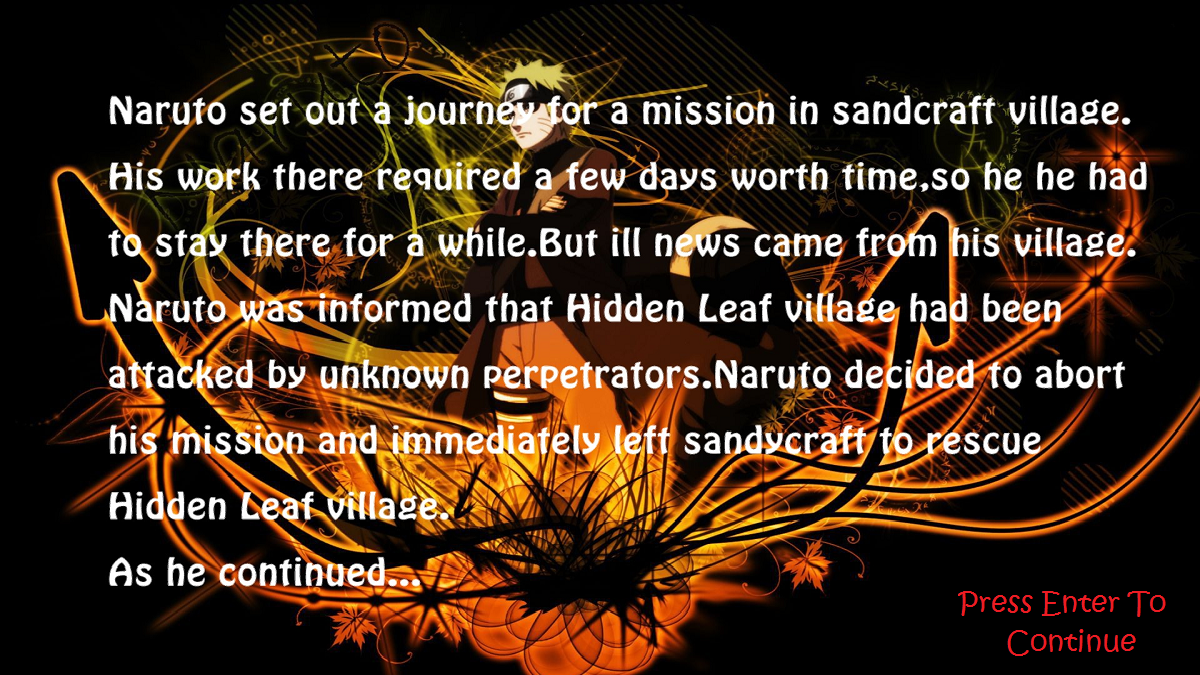 Naruto set out a journey for a mission in sandcraft village.
His work there required a few days worth time,so he he had
to stay there for a while.But ill news came from his village.
Naruto was informed that Hidden Leaf village had been
attacked by unknown perpetrators.Naruto decided to abort
his mission and immediately left sandycraft to rescue
Hidden Leaf village.
As he continued...
Press Enter To
Continue